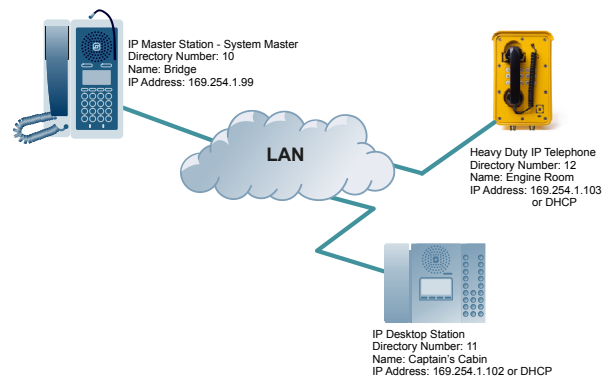 IP Master Station - System Master
Directory Number: 10
Name: Bridge
IP Address: 169.254.1.99
LAN
Heavy Duty IP Telephone
Directory Number: 12
Name: Engine Room
IP Address: 169.254.1.103
or DHCP
IP Desktop Station
Directory Number: 11
Name: Captain's Cabin
IP Address: 169.254.1.102 or DHCP